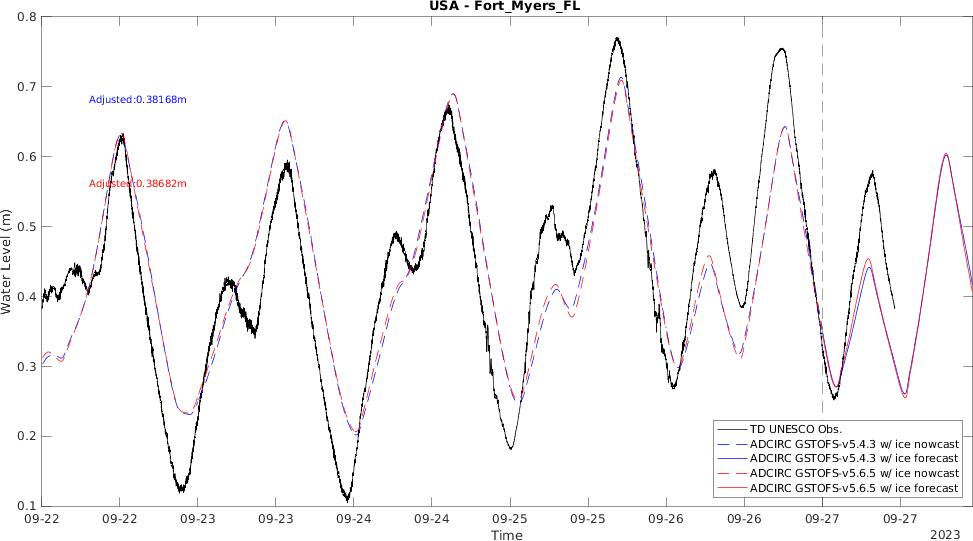 USA - Fort_Myers_FL
0.8
0.7
0.6
0.5
0.4
0.3
0.2
0.1
Water Level (m)
Adjusted:0.38168m
Adjusted:0.38682m
TD UNESCO Obs.
ADCIRC GSTOFS-v5.4.3 w/ ice nowcast
ADCIRC GSTOFS-v5.4.3 w/ ice forecast
ADCIRC GSTOFS-v5.6.5 w/ ice nowcast
ADCIRC GSTOFS-v5.6.5 w/ ice forecast
09-22 09-22 09-23 09-23 09-24 09-24 09-25 09-25 09-26 09-26 09-27 09-27
Time
2023